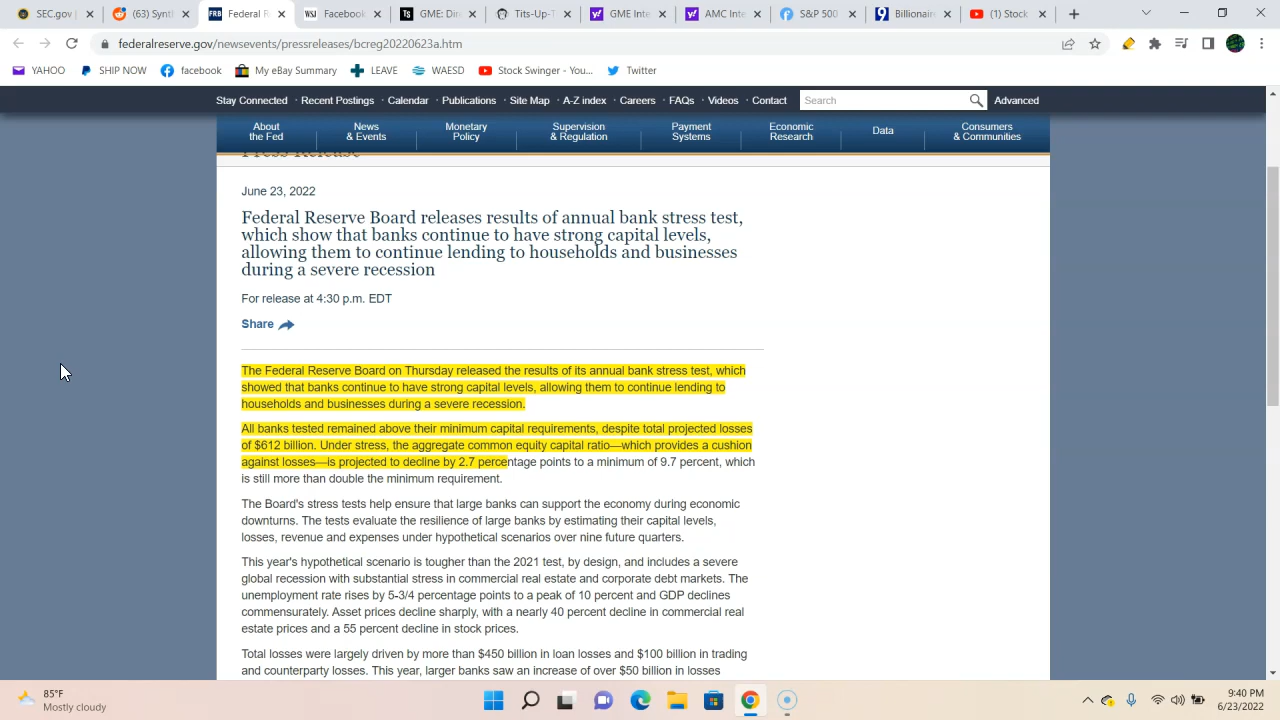 SEC.gov | Do
(63) Synth
FRB
Federal Re
WSJ
Facebook
TS
GME: Dim
Tits-Up, v
GME
AMC Inte
S&P 500
Billionaire
(1) Stock
federalreserve.gov/newsevents/pressreleases/bcreg20220623a.htm
YAHOO
SHIP NOW
facebook
My eBay Summary
LEAVE
WAESD
Stock Swinger - You...
Twitter
Stay Connected · Recent Postings · Calendar · Publications · Site Map · A-Z index · Careers · FAQs · Videos · Contact
Search
Advanced
About
the Fed
News
& Events
Monetary
Policy
Supervision
& Regulation
Payment
Systems
Economic
Research
Data
Consumers
& Communities
Press Release
June 23, 2022
Federal Reserve Board releases results of annual bank stress test,
which show that banks continue to have strong capital levels,
allowing them to continue lending to households and businesses
during a severe recession
For release at 4:30 p.m. EDT
Share
The Federal Reserve Board on Thursday released the results of its annual bank stress test, which
showed that banks continue to have strong capital levels, allowing them to continue lending to
households and businesses during a severe recession.
All banks tested remained above their minimum capital requirements, despite total projected losses
of $612 billion. Under stress, the aggregate common equity capital ratio—which provides a cushion
against losses—is projected to decline by 2.7 percentage points to a minimum of 9.7 percent, which
is still more than double the minimum requirement.
The Board's stress tests help ensure that large banks can support the economy during economic
downturns. The tests evaluate the resilience of large banks by estimating their capital levels,
losses, revenue and expenses under hypothetical scenarios over nine future quarters.
This year's hypothetical scenario is tougher than the 2021 test, by design, and includes a severe
global recession with substantial stress in commercial real estate and corporate debt markets. The
unemployment rate rises by 5-3/4 percentage points to a peak of 10 percent and GDP declines
commensurately. Asset prices decline sharply, with a nearly 40 percent decline in commercial real
estate prices and a 55 percent decline in stock prices.
Total losses were largely driven by more than $450 billion in loan losses and $100 billion in trading
and counterparty losses. This year, larger banks saw an increase of over $50 billion in losses
85°F
Mostly cloudy
9:40 PM
6/23/2022